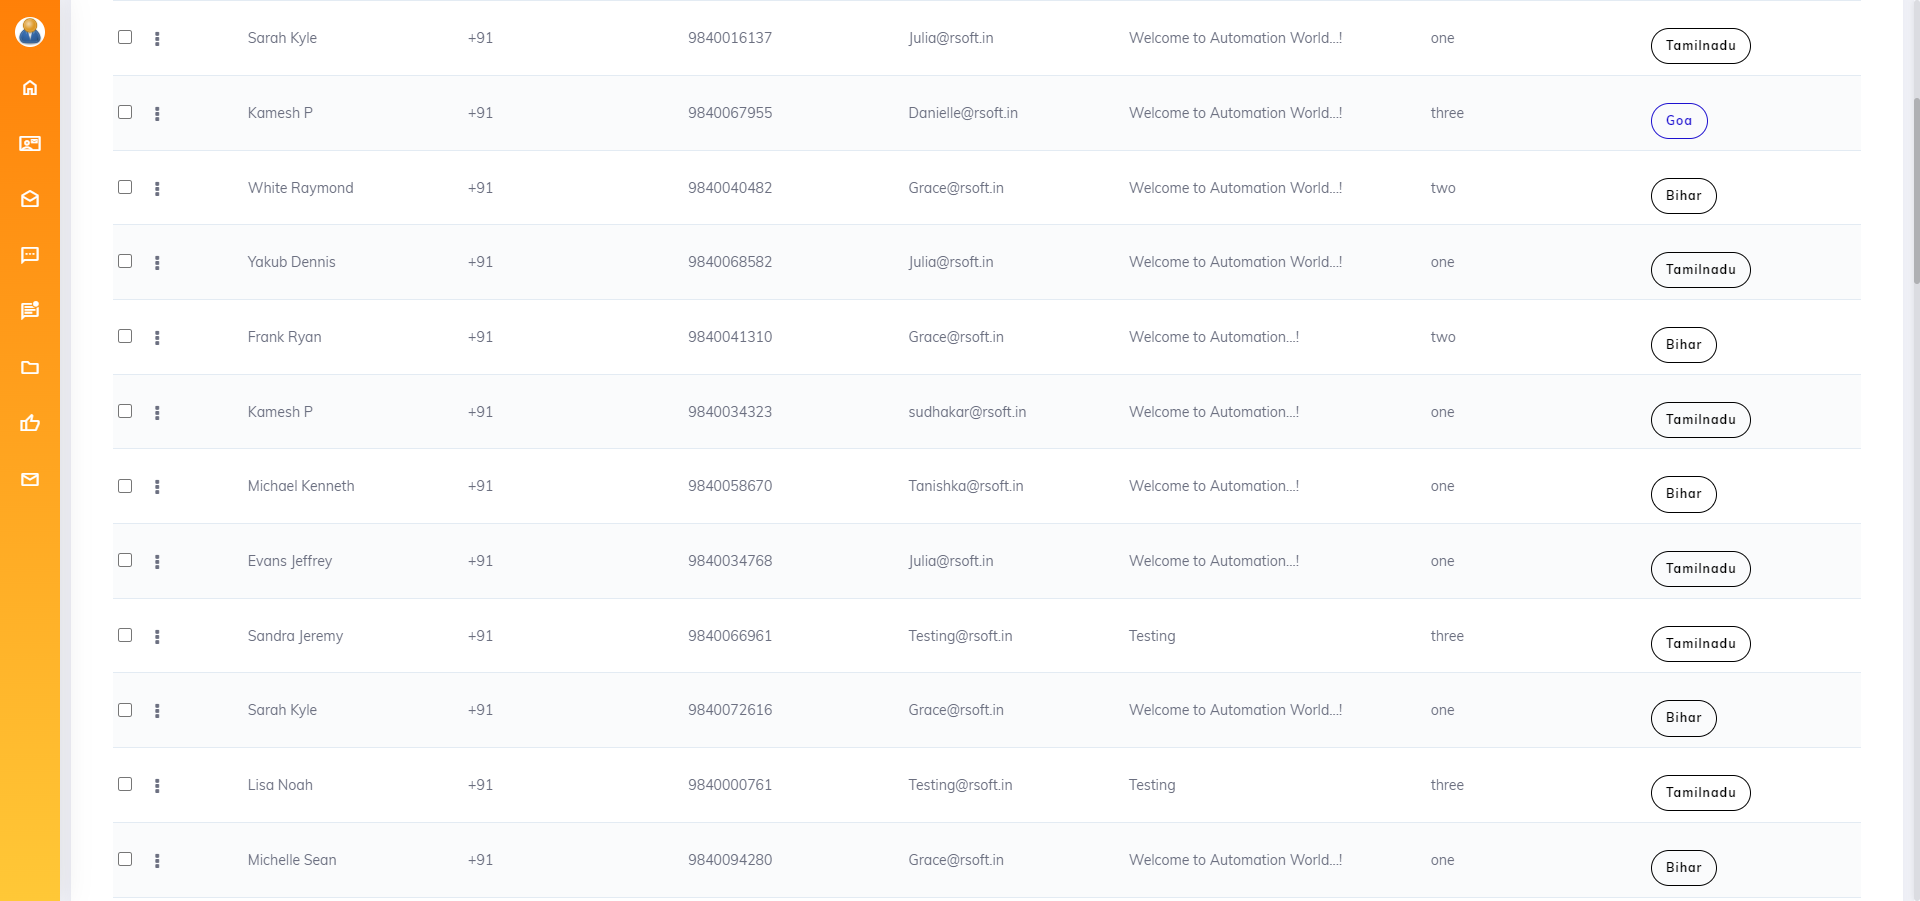 Sarah Kyle +91 9840016137 Julia@rsoft.in Welcome to Automation World...! one Tamilnadu
Kamesh P +91 9840067955 Danielle@rsoft.in Welcome to Automation World...! three Goa
White Raymond +91 9840040482 Grace@rsoft.in Welcome to Automation World...! two Bihar
Yakub Dennis +91 9840068582 Julia@rsoft.in Welcome to Automation World...! one Tamilnadu
Frank Ryan +91 9840041310 Grace@rsoft.in Welcome to Automation...! two Bihar
Kamesh P +91 9840034323 sudhakar@rsoft.in Welcome to Automation...! one Tamilnadu
Michael Kenneth +91 9840058670 Tanishka@rsoft.in Welcome to Automation...! one Bihar
Evans Jeffrey +91 9840034768 Julia@rsoft.in Welcome to Automation...! one Tamilnadu
Sandra Jeremy +91 9840066961 Testing@rsoft.in Testing three Tamilnadu
Sarah Kyle +91 9840072616 Grace@rsoft.in Welcome to Automation World...! one Bihar
Lisa Noah +91 9840000761 Testing@rsoft.in Testing three Tamilnadu
Michelle Sean +91 9840094280 Grace@rsoft.in Welcome to Automation World...! one Bihar